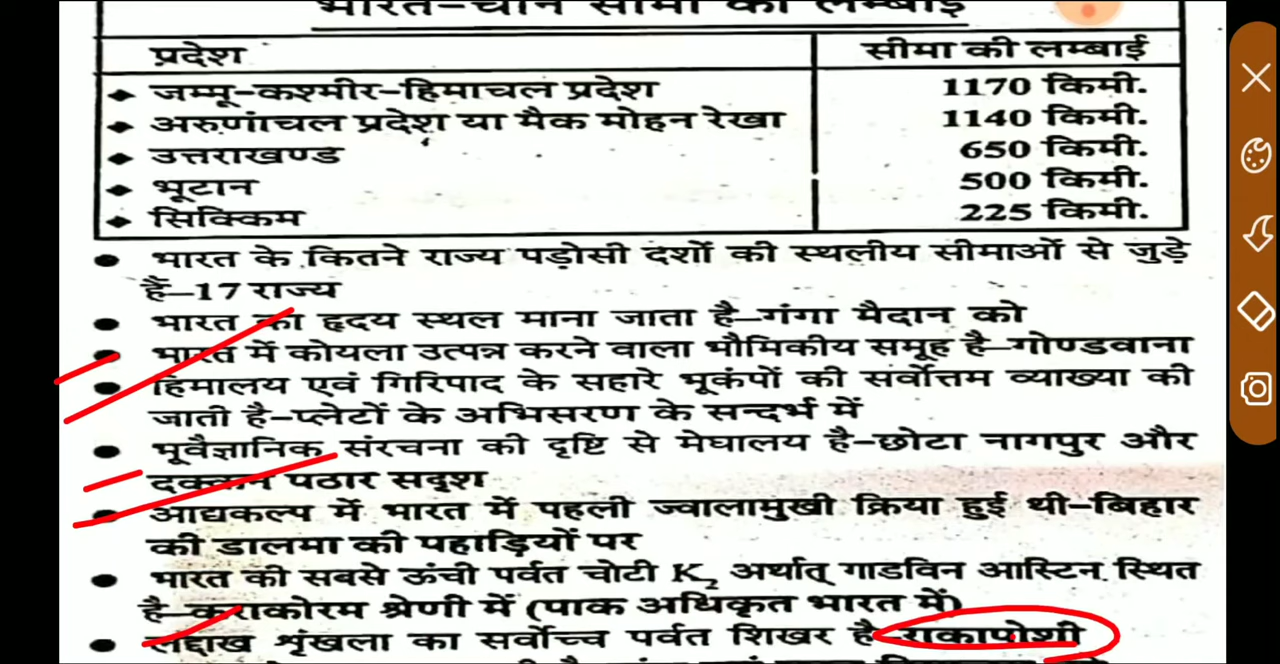 भारत-चीन सीमा की लम्बाई
प्रदेश सीमा की लम्बाई
◆ जम्मू-कश्मीर-हिमाचल प्रदेश 1170 किमी.
◆ अरुणांचल प्रदेश या मैक मोहन रेखा 1140 किमी.
◆ उत्तराखण्ड 650 किमी.
◆ भूटान 500 किमी.
◆ सिक्किम 225 किमी.
● भारत के कितने राज्य पड़ोसी दशों की स्थलीय सीमाओं से जुड़े
हैं–17 राज्य
● भारत का हृदय स्थल माना जाता है–गंगा मैदान को
● भारत में कोयला उत्पन्न करने वाला भौमिकीय समूह है–गोण्डवाना
● हिमालय एवं गिरिपाद के सहारे भूकंपों की सर्वोत्तम व्याख्या की
जाती है–प्लेटों के अभिसरण के सन्दर्भ में
● भूवैज्ञानिक संरचना की दृष्टि से मेघालय है–छोटा नागपुर और
दक्कान पठार सदृश
● आद्यकल्प में भारत में पहली ज्वालामुखी क्रिया हुई थी–बिहार
की डालमा की पहाड़ियों पर
● भारत की सबसे ऊंची पर्वत चोटी K₂ अर्थात् गाडविन आस्टिन स्थित
है–कराकोरम श्रेणी में (पाक अधिकृत भारत में)
● लद्दाख श्रृंखला का सर्वोच्च पर्वत शिखर है–राकापोशी